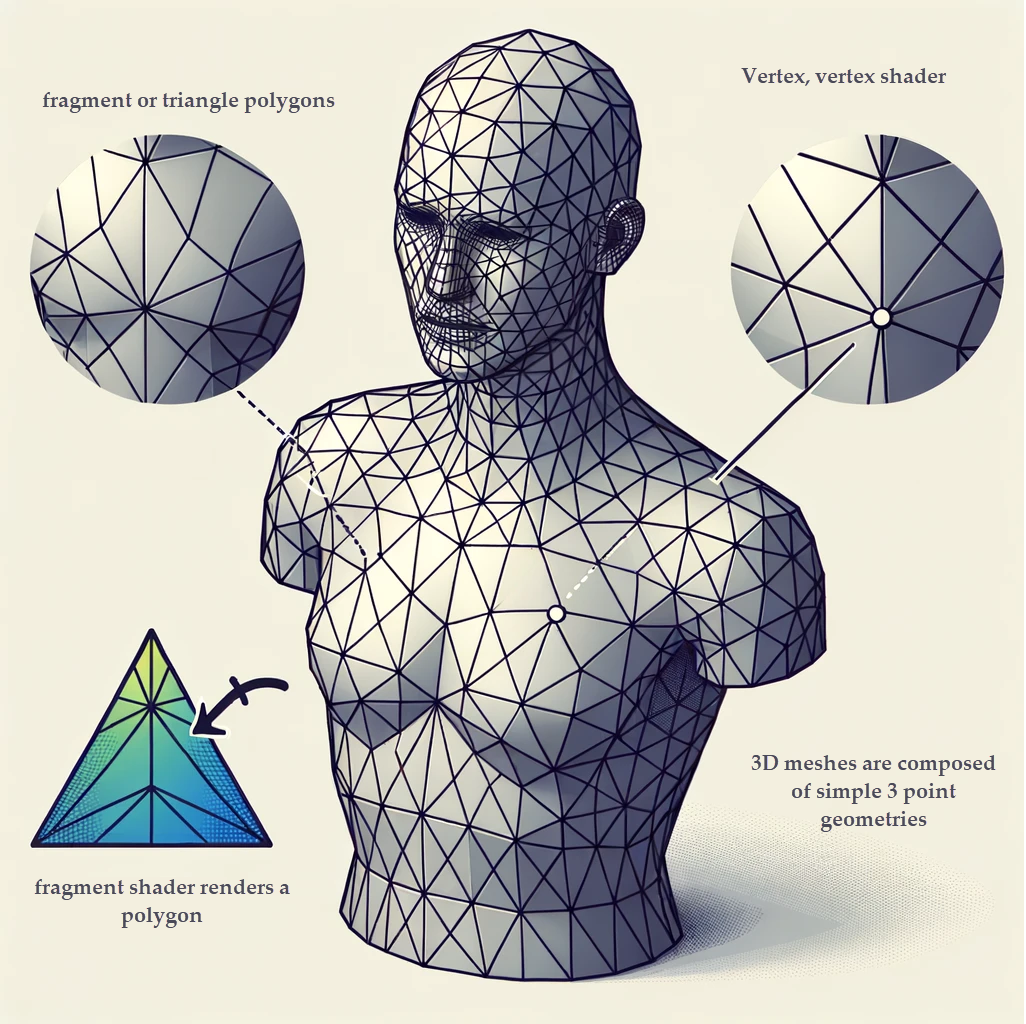 fragment or triangle polygons
Vertex, vertex shader
3D meshes are composed
of simple 3 point
geometries
fragment shader renders a
polygon